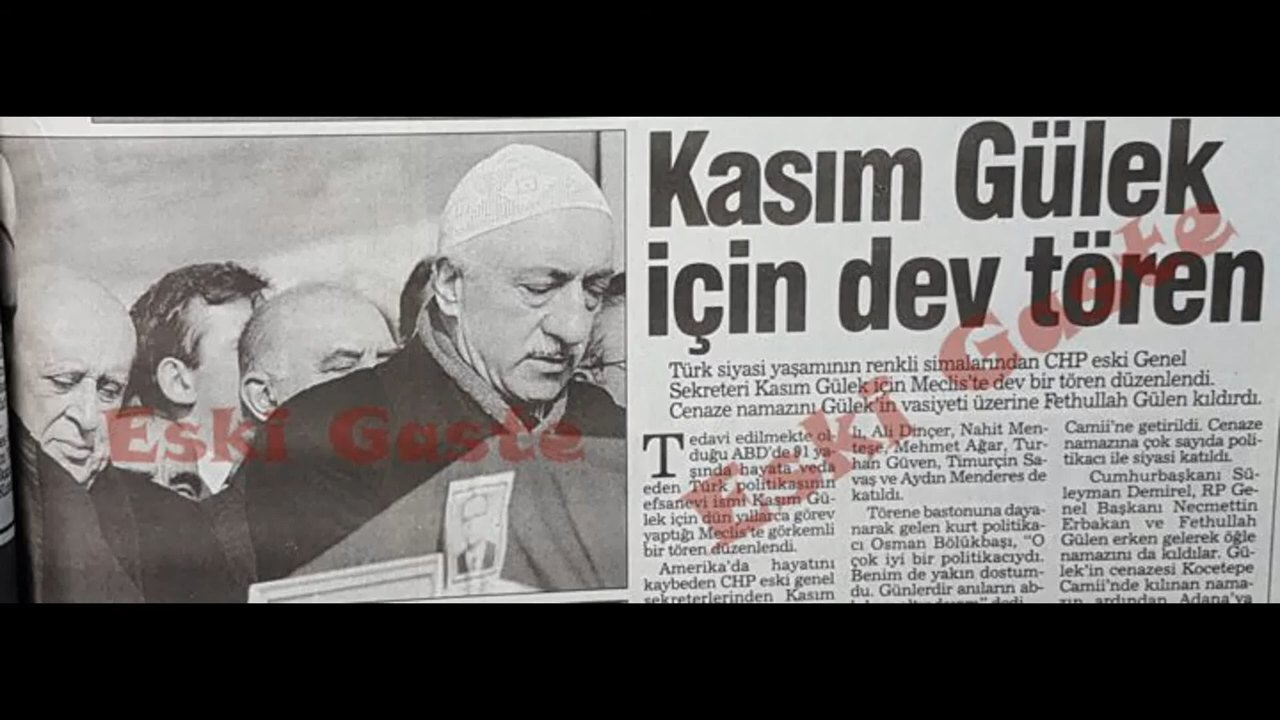 Kasım Gülek
için dev tören
Türk siyasi yaşamının renkli simalarından CHP eski Genel
Sekreteri Kasım Gülek için Meclis'te dev bir tören düzenlendi.
Cenaze namazını Gülek'in vasiyeti üzerine Fethullah Gülen kıldırdı.
Tedavi edilmekte ol-
duğu ABD'de 91 ya-
şında hayata veda
eden Türk politikasının
efsanevi ismi Kasım Gü-
lek için dün yıllarca görev
yaptığı Meclis'te görkemli
bir tören düzenlendi.
Amerika'da hayatını
kaybeden CHP eski genel
sekreterlerinden Kasım
lı, Ali Dinçer, Nahit Men-
teşe, Mehmet Ağar, Tur-
han Güven, Timurçin Sa-
vaş ve Aydın Menderes de
katıldı.
Törene bastonuna daya-
narak gelen kurt politika-
cı Osman Bölükbaşı, "O
çok iyi bir politikacıydı.
Benim de yakın dostum-
du. Günlerdir anıların ab-
Camii'ne getirildi. Cenaze
namazına çok sayıda poli-
tikacı ile siyasi katıldı.
Cumhurbaşkanı Sü-
leyman Demirel, RP Ge-
nel Başkanı Necmettin
Erbakan ve Fethullah
Gülen erken gelerek öğle
namazını da kıldılar. Gü-
lek'in cenazesi Kocetepe
Camii'nde kılınan nama-
zın ardından Adana'ya
Eski Gaste
Eski Gaste